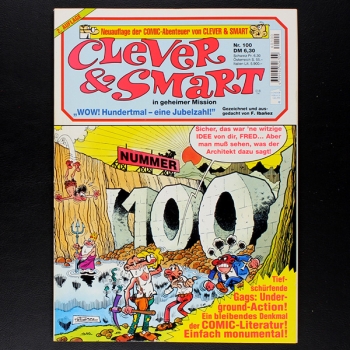 2. AUFLAGE
Neuauflage der COMIC-Abenteuer von CLEVER & SMART
CLEVER
& SMART
Nr. 100
DM 6,30
in geheimer Mission
„WOW! Hundertmal – eine Jubelzahl!"
Gezeichnet und aus-
gedacht von F. Ibañez
Sicher, das war 'ne witzige
IDEE von dir, FRED... Aber
man muß sehen, was der
Architekt dazu sagt!
NUMMER
100
Tief-
schürfende
Gags: Under-
ground-Action!
Ein bleibendes Denkmal
der COMIC-Literatur!
Einfach monumental!